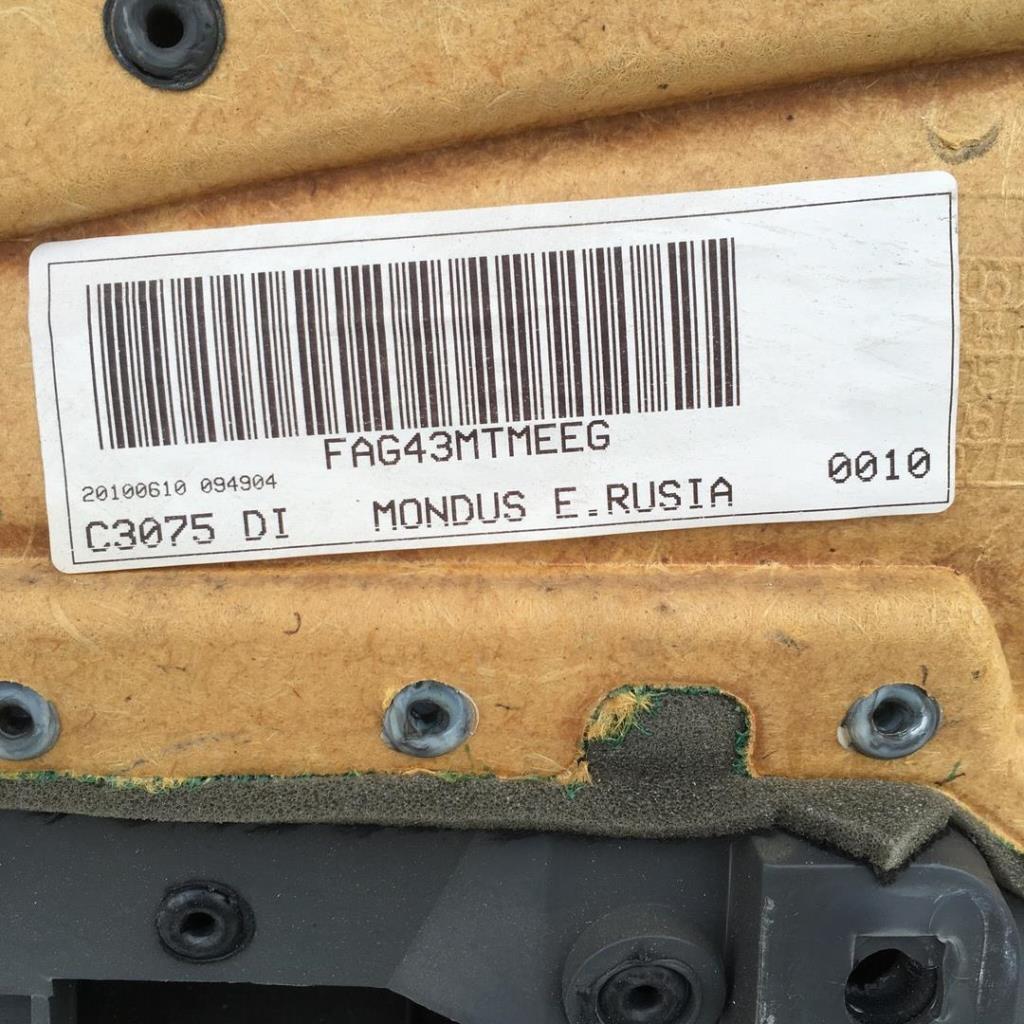 FAG43MTMEEG
20100610 094904
0010
C3075 DI MONDUS E.RUSIA